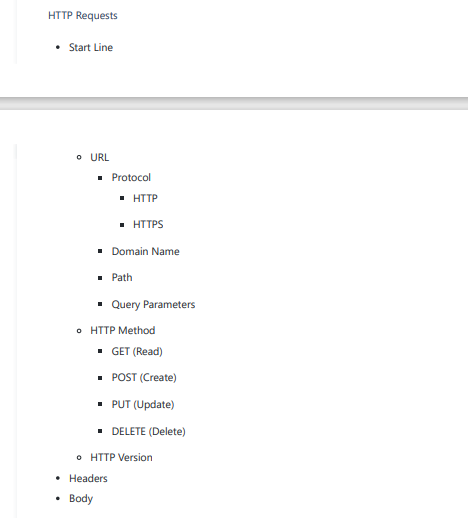 HTTP Requests
• Start Line
○ URL
▪ Protocol
▪ HTTP
▪ HTTPS
▪ Domain Name
▪ Path
▪ Query Parameters
○ HTTP Method
▪ GET (Read)
▪ POST (Create)
▪ PUT (Update)
▪ DELETE (Delete)
○ HTTP Version
• Headers
• Body